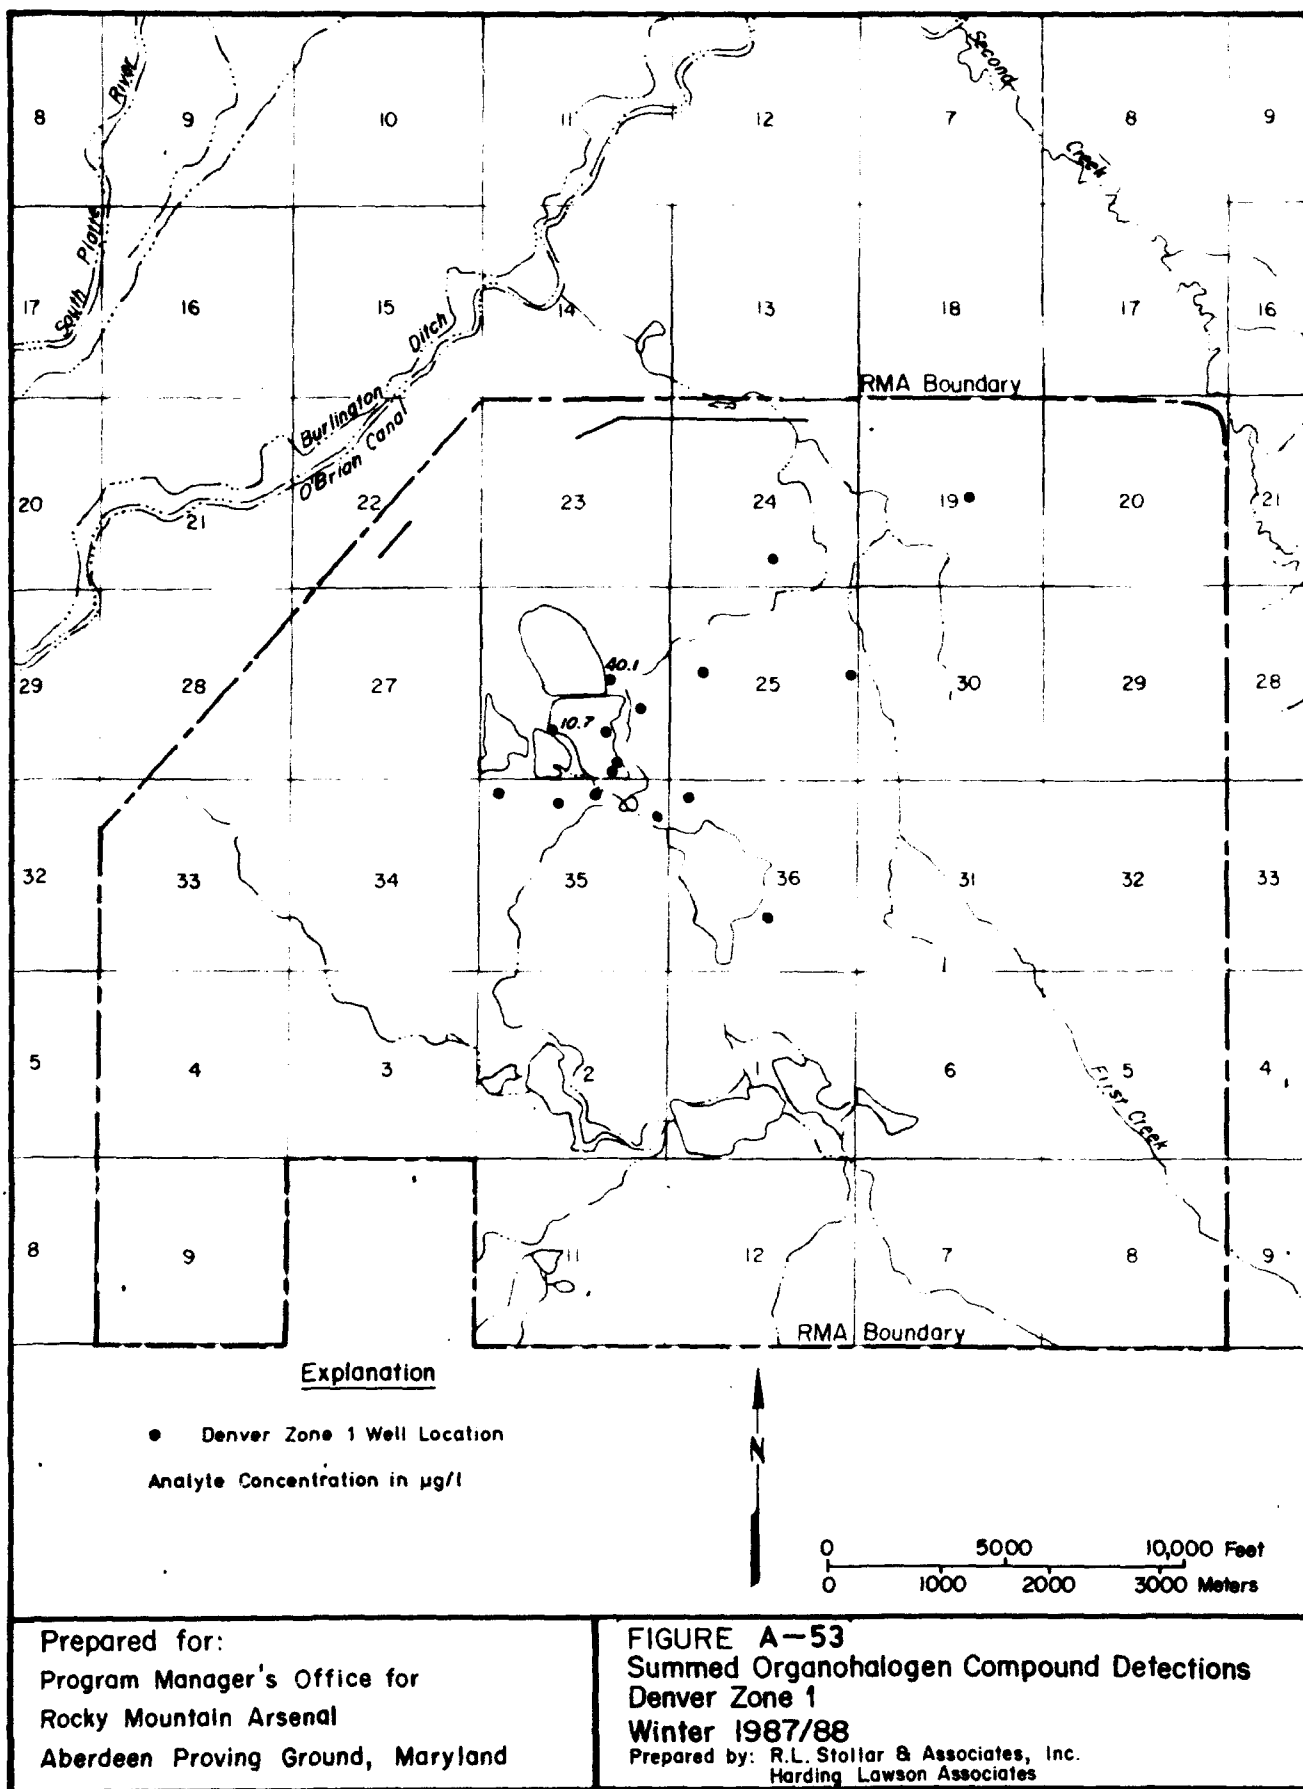 8 9 10 11 12 7 8 9
River
Second
Creek
South Platte
17 16 15 14 13 18 17 16
Burlington Ditch
O'Brian Canal
RMA Boundary
20 21 22 23 24 19 20 21
40.1
29 28 27 25 30 29 28
10.7
32 33 34 35 36 31 32 33
5 4 3 2 1 6 5 4
First Creek
8 9 11 12 7 8 9
RMA Boundary
Explanation
● Denver Zone 1 Well Location
Analyte Concentration in µg/l
N
0 5000 10,000 Feet
0 1000 2000 3000 Meters
Prepared for:
Program Manager's Office for
Rocky Mountain Arsenal
Aberdeen Proving Ground, Maryland
FIGURE A-53
Summed Organohalogen Compound Detections
Denver Zone 1
Winter 1987/88
Prepared by: R.L. Stollar & Associates, Inc.
Harding Lawson Associates